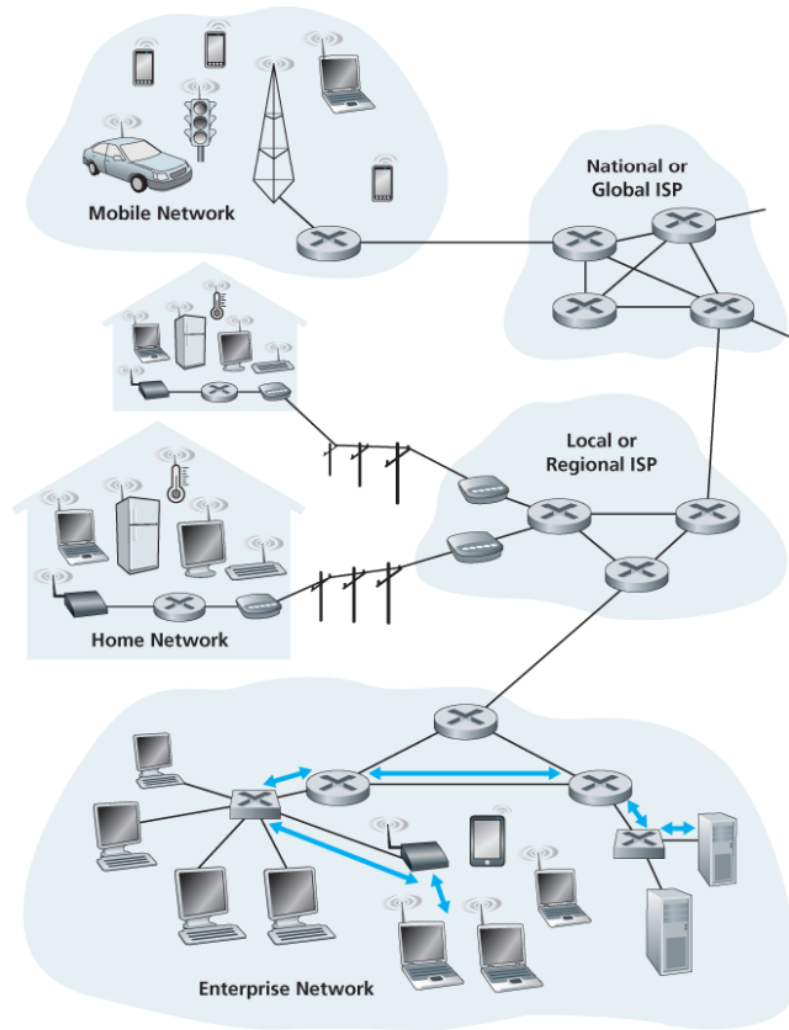 Mobile Network
National or
Global ISP
Local or
Regional ISP
Home Network
Enterprise Network